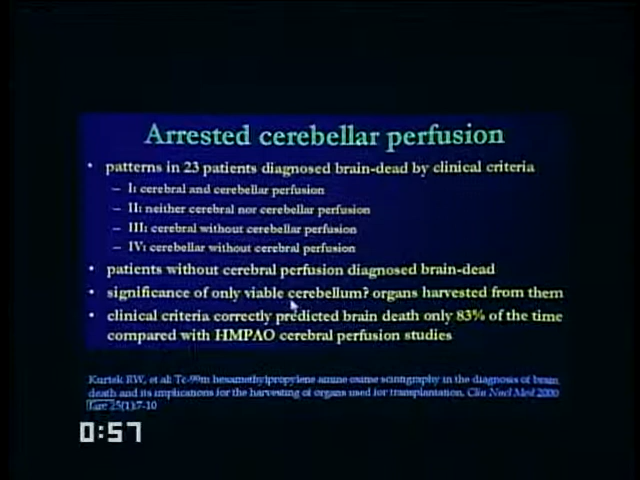 Arrested cerebellar perfusion
• patterns in 23 patients diagnosed brain-dead by clinical criteria
– I: cerebral and cerebellar perfusion
– II: neither cerebral nor cerebellar perfusion
– III: cerebral without cerebellar perfusion
– IV: cerebellar without cerebral perfusion
• patients without cerebral perfusion diagnosed brain-dead
• significance of only viable cerebellum? organs harvested from them
• clinical criteria correctly predicted brain death only 83% of the time
compared with HMPAO cerebral perfusion studies
Kurtek RW, et al: Tc-99m hexamethylpropylene amine oxime scintigraphy in the diagnosis of brain
death and its implications for the harvesting of organs used for transplantation. Clin Nucl Med 2000
25(1):7-10
0:57